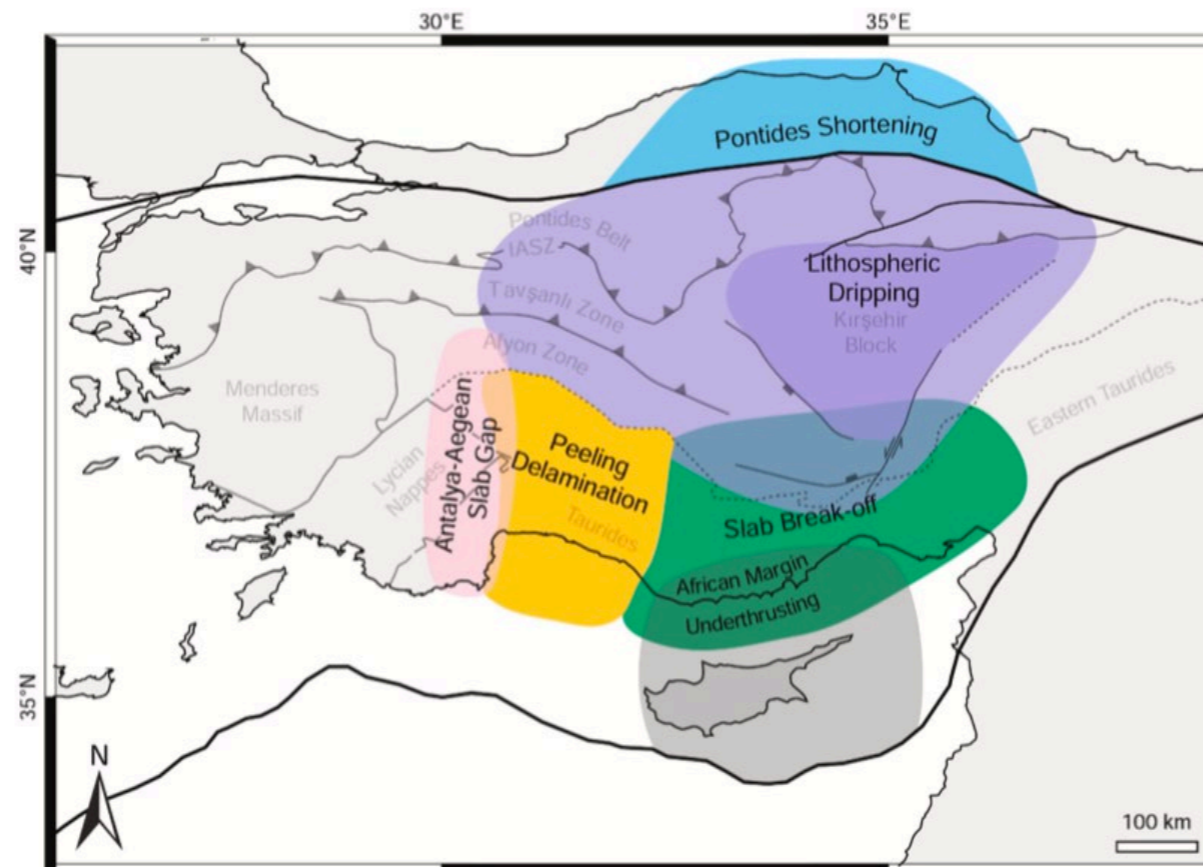 30°E
35°E
Pontides Shortening
40°N
Pontides Belt
IASZ
Lithospheric
Dripping
Tavşanlı Zone
Kırşehir
Block
Afyon Zone
Menderes
Massif
Eastern Taurides
Antalya-Aegean
Slab Gap
Peeling
Delamination
Lycian
Nappes
Taurides
Slab Break-off
African Margin
Underthrusting
35°N
N
100 km